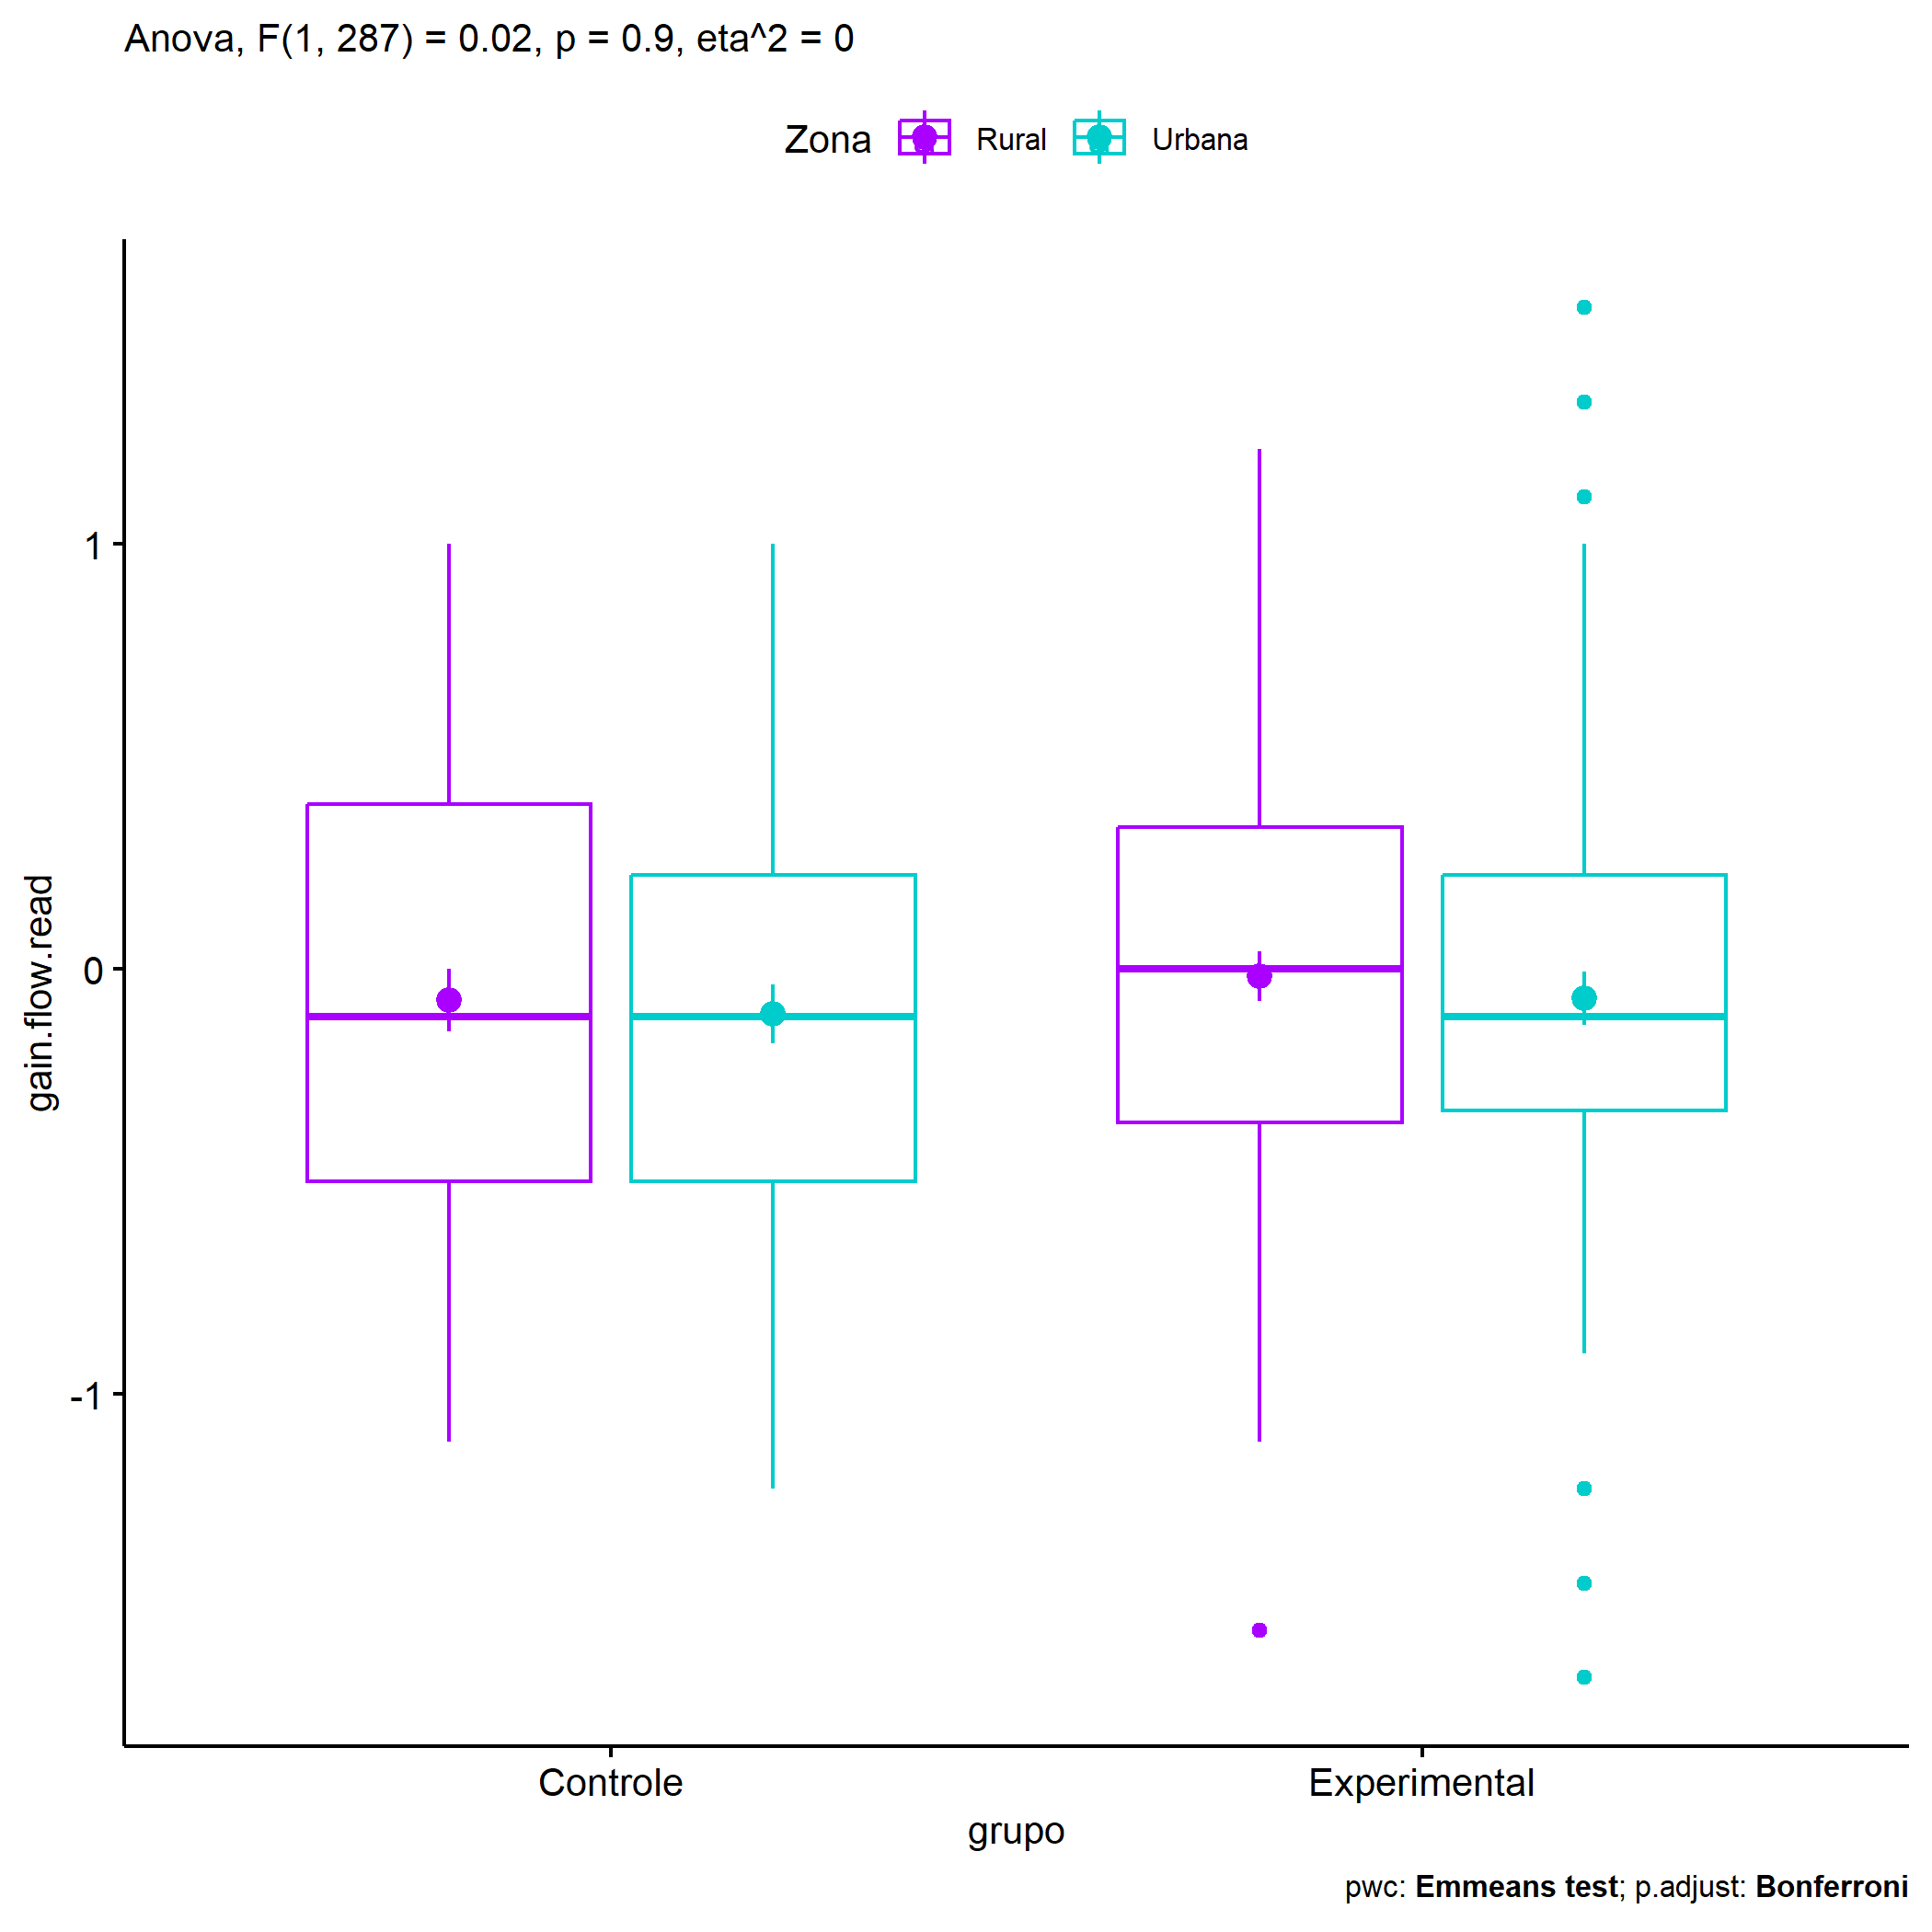 Anova, F(1, 287) = 0.02, p = 0.9, eta^2 = 0
Zona Rural Urbana
gain.flow.read
1
0
-1
Controle Experimental
grupo
pwc: Emmeans test; p.adjust: Bonferroni